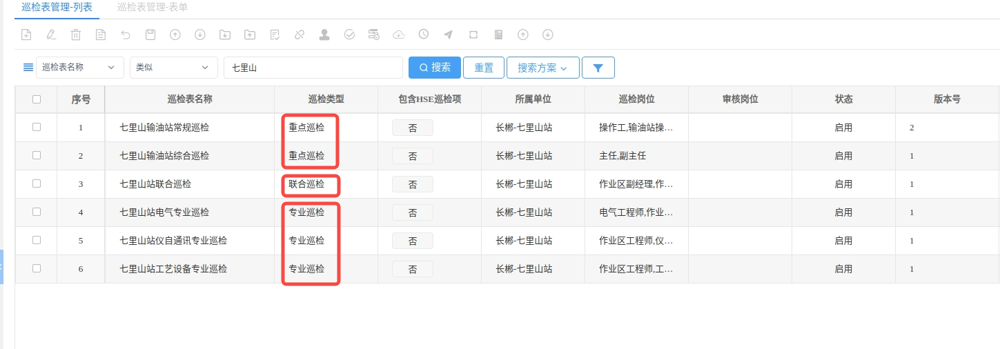 巡检表管理-列表 巡检表管理-表单
巡检表名称 类似 七里山 搜索 重置 搜索方案
序号 巡检表名称 巡检类型 包含HSE巡检项 所属单位 巡检岗位 审核岗位 状态 版本号
1 七里山输油站常规巡检 重点巡检 否 长郴-七里山站 操作工,输油站操… 启用 2
2 七里山输油站综合巡检 重点巡检 否 长郴-七里山站 主任,副主任 启用 1
3 七里山站联合巡检 联合巡检 否 长郴-七里山站 作业区副经理,作… 启用 1
4 七里山站电气专业巡检 专业巡检 否 长郴-七里山站 电气工程师,作业… 启用 1
5 七里山站仪自通讯专业巡检 专业巡检 否 长郴-七里山站 作业区工程师,仪… 启用 1
6 七里山站工艺设备专业巡检 专业巡检 否 长郴-七里山站 作业区工程师,工… 启用 1